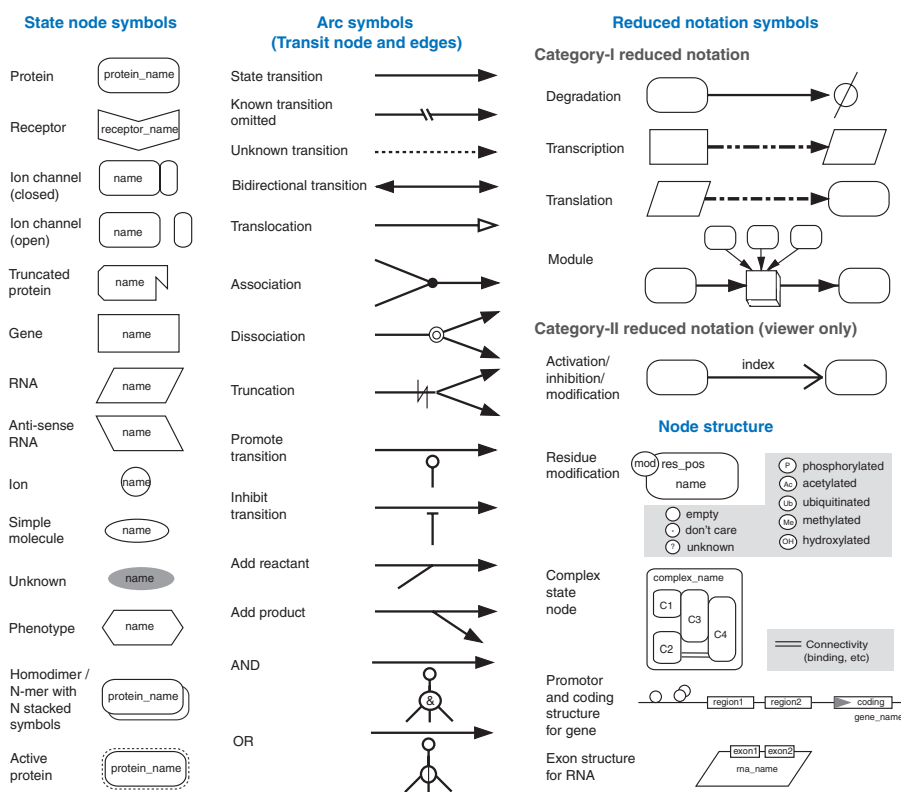 State node symbols
Protein
protein_name
Receptor
receptor_name
Ion channel
(closed)
name
Ion channel
(open)
name
Truncated
protein
name
Gene
name
RNA
name
Anti-sense
RNA
name
Ion
name
Simple
molecule
name
Unknown
name
Phenotype
name
Homodimer /
N-mer with
N stacked
symbols
protein_name
Active
protein
protein_name
Arc symbols
(Transit node and edges)
State transition
Known transition
omitted
Unknown transition
Bidirectional transition
Translocation
Association
Dissociation
Truncation
Promote
transition
Inhibit
transition
Add reactant
Add product
AND
&
OR
Reduced notation symbols
Category-I reduced notation
Degradation
Transcription
Translation
Module
Category-II reduced notation (viewer only)
Activation/
inhibition/
modification
index
Node structure
Residue
modification
mod res_pos
name
empty
- don't care
? unknown
P phosphorylated
Ac acetylated
Ub ubiquitinated
Me methylated
OH hydroxylated
Complex
state
node
complex_name
C1
C3
C4
C2
Connectivity
(binding, etc)
Promotor
and coding
structure
for gene
region1 region2 coding
gene_name
Exon structure
for RNA
exon1 exon2
rna_name